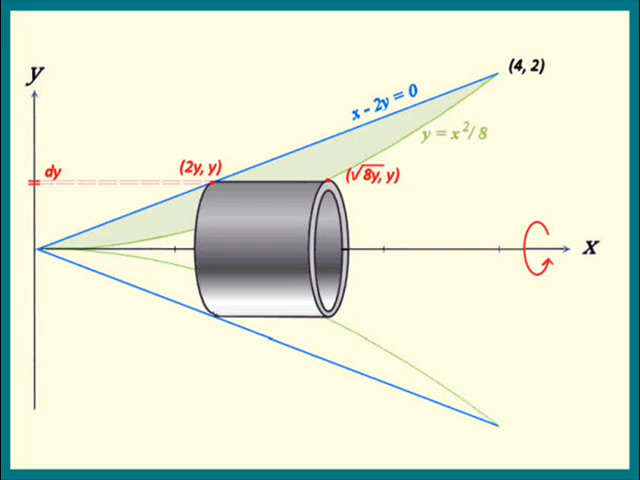 y
(4, 2)
x - 2y = 0
y = x²/8
dy
(2y, y)
(√8y, y)
x